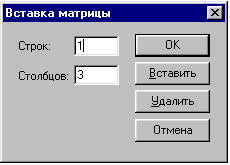 Вставка матрицы
Строк: 1
Столбцов: 3
OK
Вставить
Удалить
Отмена